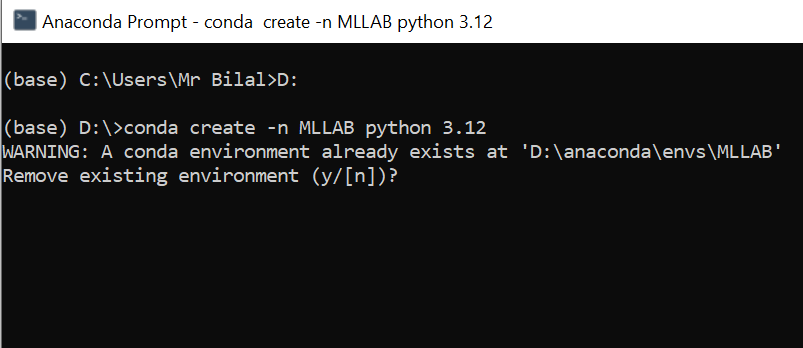 Anaconda Prompt - conda  create -n MLLAB python 3.12
(base) C:\Users\Mr Bilal>D:
(base) D:\>conda create -n MLLAB python 3.12
WARNING: A conda environment already exists at 'D:\anaconda\envs\MLLAB'
Remove existing environment (y/[n])?